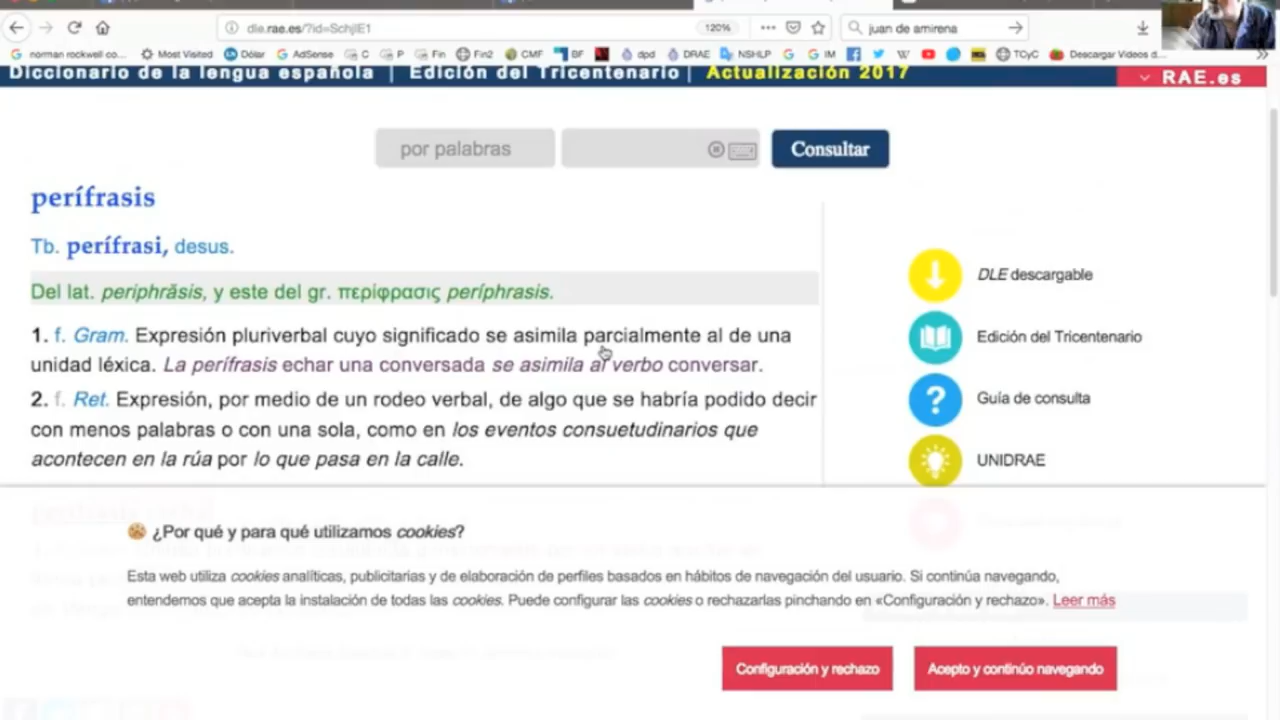 dle.rae.es/?id=SchjlE1
120%
juan de amirena
norman rockwell co...
Most Visited
Dólar
AdSense
C
P
Fin
Fin2
CMF
BF
dpd
DRAE
NSHLP
G
IM
TCyC
Descargar Videos d...
Diccionario de la lengua española | Edición del Tricentenario | Actualización 2017
RAE.es
por palabras
Consultar
perífrasis
Tb. perífrasi, desus.
Del lat. periphrăsis, y este del gr. περίφρασις períphrasis.
1. f. Gram. Expresión pluriverbal cuyo significado se asimila parcialmente al de una
unidad léxica. La perífrasis echar una conversada se asimila al verbo conversar.
2. f. Ret. Expresión, por medio de un rodeo verbal, de algo que se habría podido decir
con menos palabras o con una sola, como en los eventos consuetudinarios que
acontecen en la rúa por lo que pasa en la calle.
DLE descargable
Edición del Tricentenario
Guía de consulta
UNIDRAE
¿Por qué y para qué utilizamos cookies?
Esta web utiliza cookies analíticas, publicitarias y de elaboración de perfiles basados en hábitos de navegación del usuario. Si continúa navegando,
entendemos que acepta la instalación de todas las cookies. Puede configurar las cookies o rechazarlas pinchando en «Configuración y rechazo». Leer más
Configuración y rechazo
Acepto y continúo navegando